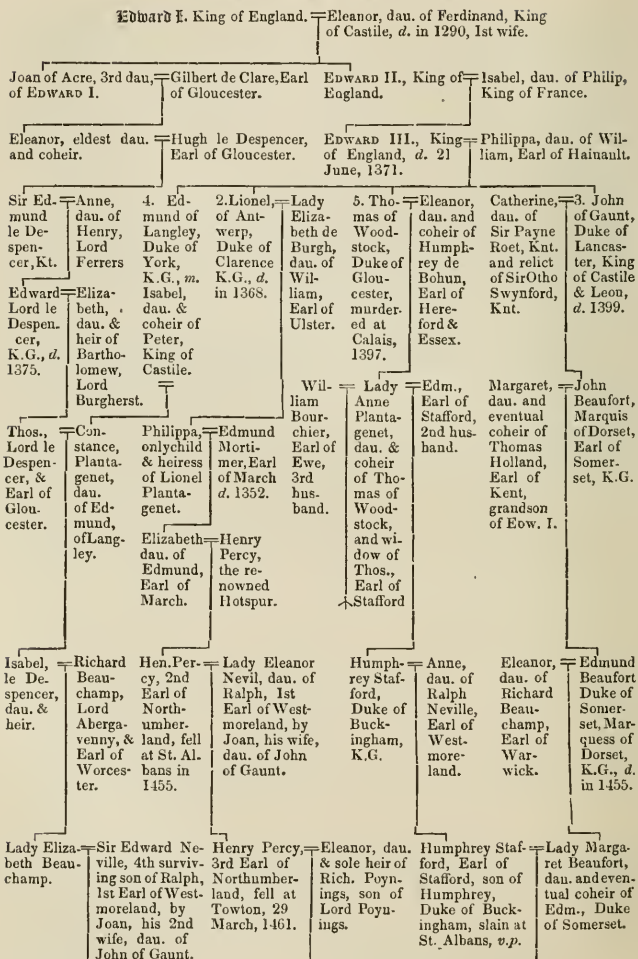 Edward I. King of England.=Eleanor, dau. of Ferdinand, King
of Castile, d. in 1290, 1st wife.
Joan of Acre, 3rd dau,
of EDWARD I.
=Gilbert de Clare, Earl
of Gloucester.
EDWARD II., King of
England.
=Isabel, dau. of Philip,
King of France.
Eleanor, eldest dau.
and coheir.
=Hugh le Despencer,
Earl of Gloucester.
EDWARD III., King
of England, d. 21
June, 1371.
=Philippa, dau. of Wil-
liam, Earl of Hainault.
Sir Ed-
mund
le De-
spen-
cer, Kt.
=Anne,
dau. of
Henry,
Lord
Ferrers
4. Ed-
mund of
Langley,
Duke of
York,
K.G., m.
Isabel,
dau. &
coheir of
Peter,
King of
Castile.
2. Lionel,
of Ant-
werp,
Duke of
Clarence
K.G., d.
in 1368.
=Lady
Eliza-
beth de
Burgh,
dau. of
Wil-
liam,
Earl of
Ulster.
5. Tho-
mas of
Wood-
stock,
Duke of
Glou-
cester,
murder-
ed at
Calais,
1397.
=Eleanor,
dau. and
coheir of
Humph-
rey de
Bohun,
Earl of
Here-
ford &
Essex.
Catherine,
dau. of
Sir Payne
Roet, Knt.
and relict
of Sir Otho
Swynford,
Knt.
=3. John
of Gaunt,
Duke of
Lancas-
ter, King
of Castile
& Leon,
d. 1399.
Edward
Lord le
Despen.
cer,
K.G., d.
1375.
=Eliza-
beth,
dau. &
heir of
Bartho-
lomew,
Lord
Burgherst.
Wil-
liam
Bour-
chier,
Earl of
Ewe,
3rd
hus-
band.
=Lady
Anne
Planta-
genet,
dau. &
coheir
of Tho-
mas of
Wood-
stock,
and wi-
dow of
Thos.,
Earl of
Stafford
=Edm.,
Earl of
Stafford,
2nd hus-
band.
Margaret,
dau. and
eventual
coheir of
Thomas
Holland,
Earl of
Kent,
grandson
of EDW. I.
=John
Beaufort,
Marquis
of Dorset,
Earl of
Somer-
set, K.G.
Thos.,
Lord le
Despen-
cer, &
Earl of
Glou-
cester.
=Con-
stance,
Planta-
genet,
dau.
of Ed-
mund,
of Lang-
ley.
Philippa,
only child
& heiress
of Lionel
Planta-
genet.
=Edmund
Morti-
mer, Earl
of March
d. 1352.
Elizabeth
dau. of
Edmund,
Earl of
March.
=Henry
Percy,
the re-
nowned
Hotspur.
Isabel,
le De-
spencer,
dau. &
heir.
=Richard
Beau-
champ,
Lord
Aberga-
venny, &
Earl of
Worces-
ter.
Hen. Per-
cy, 2nd
Earl of
North-
umber-
land, fell
at St. Al-
bans in
1455.
=Lady Eleanor
Nevil, dau. of
Ralph, 1st
Earl of West-
moreland, by
Joan, his wife,
dau. of John
of Gaunt.
Humph-
rey Staf-
ford,
Duke of
Buck-
ingham,
K.G.
=Anne,
dau. of
Ralph
Neville,
Earl of
West-
more-
land.
Eleanor,
dau. of
Richard
Beau-
champ,
Earl of
War-
wick.
=Edmund
Beaufort
Duke of
Somer-
set, Mar-
quess of
Dorset,
K.G., d.
in 1455.
Lady Eliza-
beth Beau-
champ.
=Sir Edward Ne-
ville, 4th surviv-
ing son of Ralph,
1st Earl of West-
moreland, by
Joan, his 2nd
wife, dau. of
John of Gaunt.
Henry Percy,
3rd Earl of
Northumber-
land, fell at
Towton, 29
March, 1461.
=Eleanor, dau.
& sole heir of
Rich. Poyn-
ings, son of
Lord Poyn-
ings.
Humphrey Staf-
ford, Earl of
Stafford, son of
Humphrey,
Duke of Buck-
ingham, slain at
St. Albans, v.p.
=Lady Marga-
ret Beaufort,
dau. and even-
tual coheir of
Edm., Duke
of Somerset.